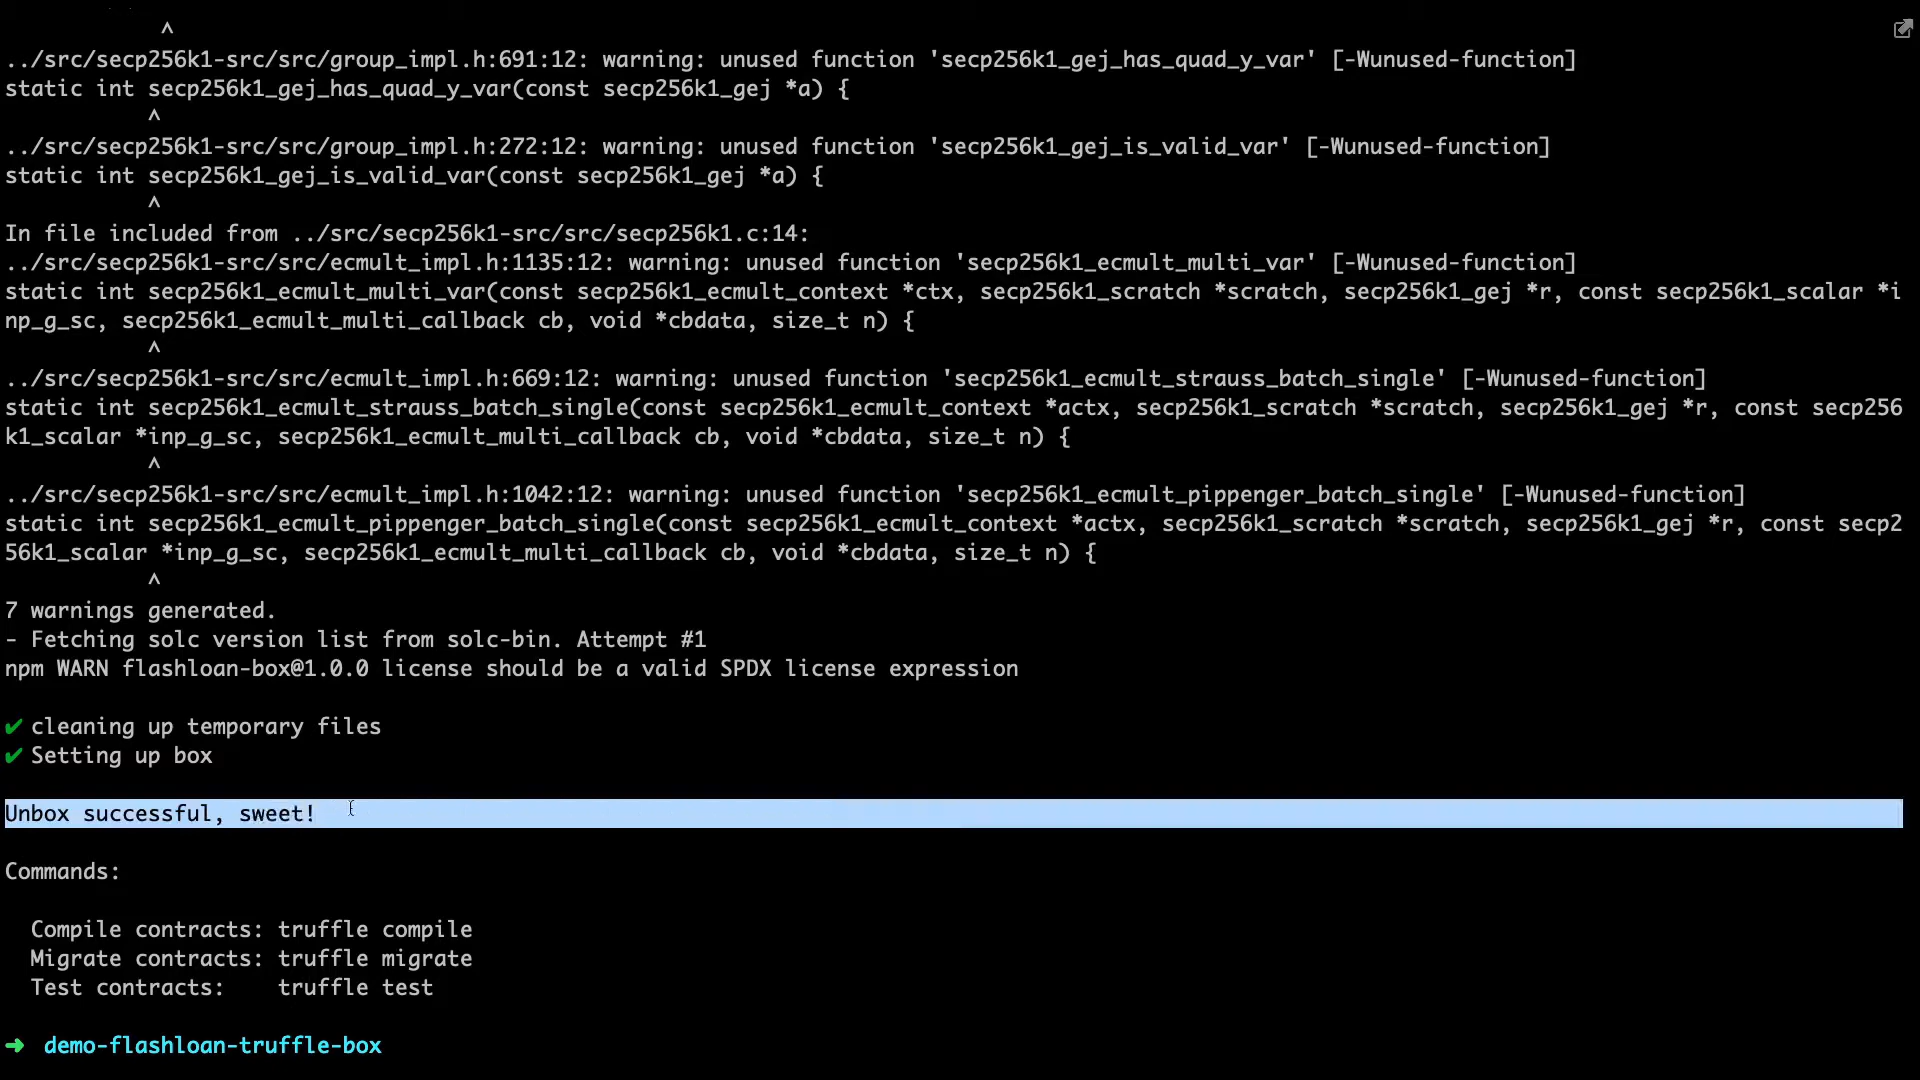 ^
../src/secp256k1-src/src/group_impl.h:691:12: warning: unused function 'secp256k1_gej_has_quad_y_var' [-Wunused-function]
static int secp256k1_gej_has_quad_y_var(const secp256k1_gej *a) {
^
../src/secp256k1-src/src/group_impl.h:272:12: warning: unused function 'secp256k1_gej_is_valid_var' [-Wunused-function]
static int secp256k1_gej_is_valid_var(const secp256k1_gej *a) {
^
In file included from ../src/secp256k1-src/src/secp256k1.c:14:
../src/secp256k1-src/src/ecmult_impl.h:1135:12: warning: unused function 'secp256k1_ecmult_multi_var' [-Wunused-function]
static int secp256k1_ecmult_multi_var(const secp256k1_ecmult_context *ctx, secp256k1_scratch *scratch, secp256k1_gej *r, const secp256k1_scalar *i
np_g_sc, secp256k1_ecmult_multi_callback cb, void *cbdata, size_t n) {
^
../src/secp256k1-src/src/ecmult_impl.h:669:12: warning: unused function 'secp256k1_ecmult_strauss_batch_single' [-Wunused-function]
static int secp256k1_ecmult_strauss_batch_single(const secp256k1_ecmult_context *actx, secp256k1_scratch *scratch, secp256k1_gej *r, const secp256
k1_scalar *inp_g_sc, secp256k1_ecmult_multi_callback cb, void *cbdata, size_t n) {
^
../src/secp256k1-src/src/ecmult_impl.h:1042:12: warning: unused function 'secp256k1_ecmult_pippenger_batch_single' [-Wunused-function]
static int secp256k1_ecmult_pippenger_batch_single(const secp256k1_ecmult_context *actx, secp256k1_scratch *scratch, secp256k1_gej *r, const secp2
56k1_scalar *inp_g_sc, secp256k1_ecmult_multi_callback cb, void *cbdata, size_t n) {
^
7 warnings generated.
- Fetching solc version list from solc-bin. Attempt #1
npm WARN flashloan-box@1.0.0 license should be a valid SPDX license expression
✔ cleaning up temporary files
✔ Setting up box
Unbox successful, sweet!
Commands:
Compile contracts: truffle compile
Migrate contracts: truffle migrate
Test contracts: truffle test
➜ demo-flashloan-truffle-box